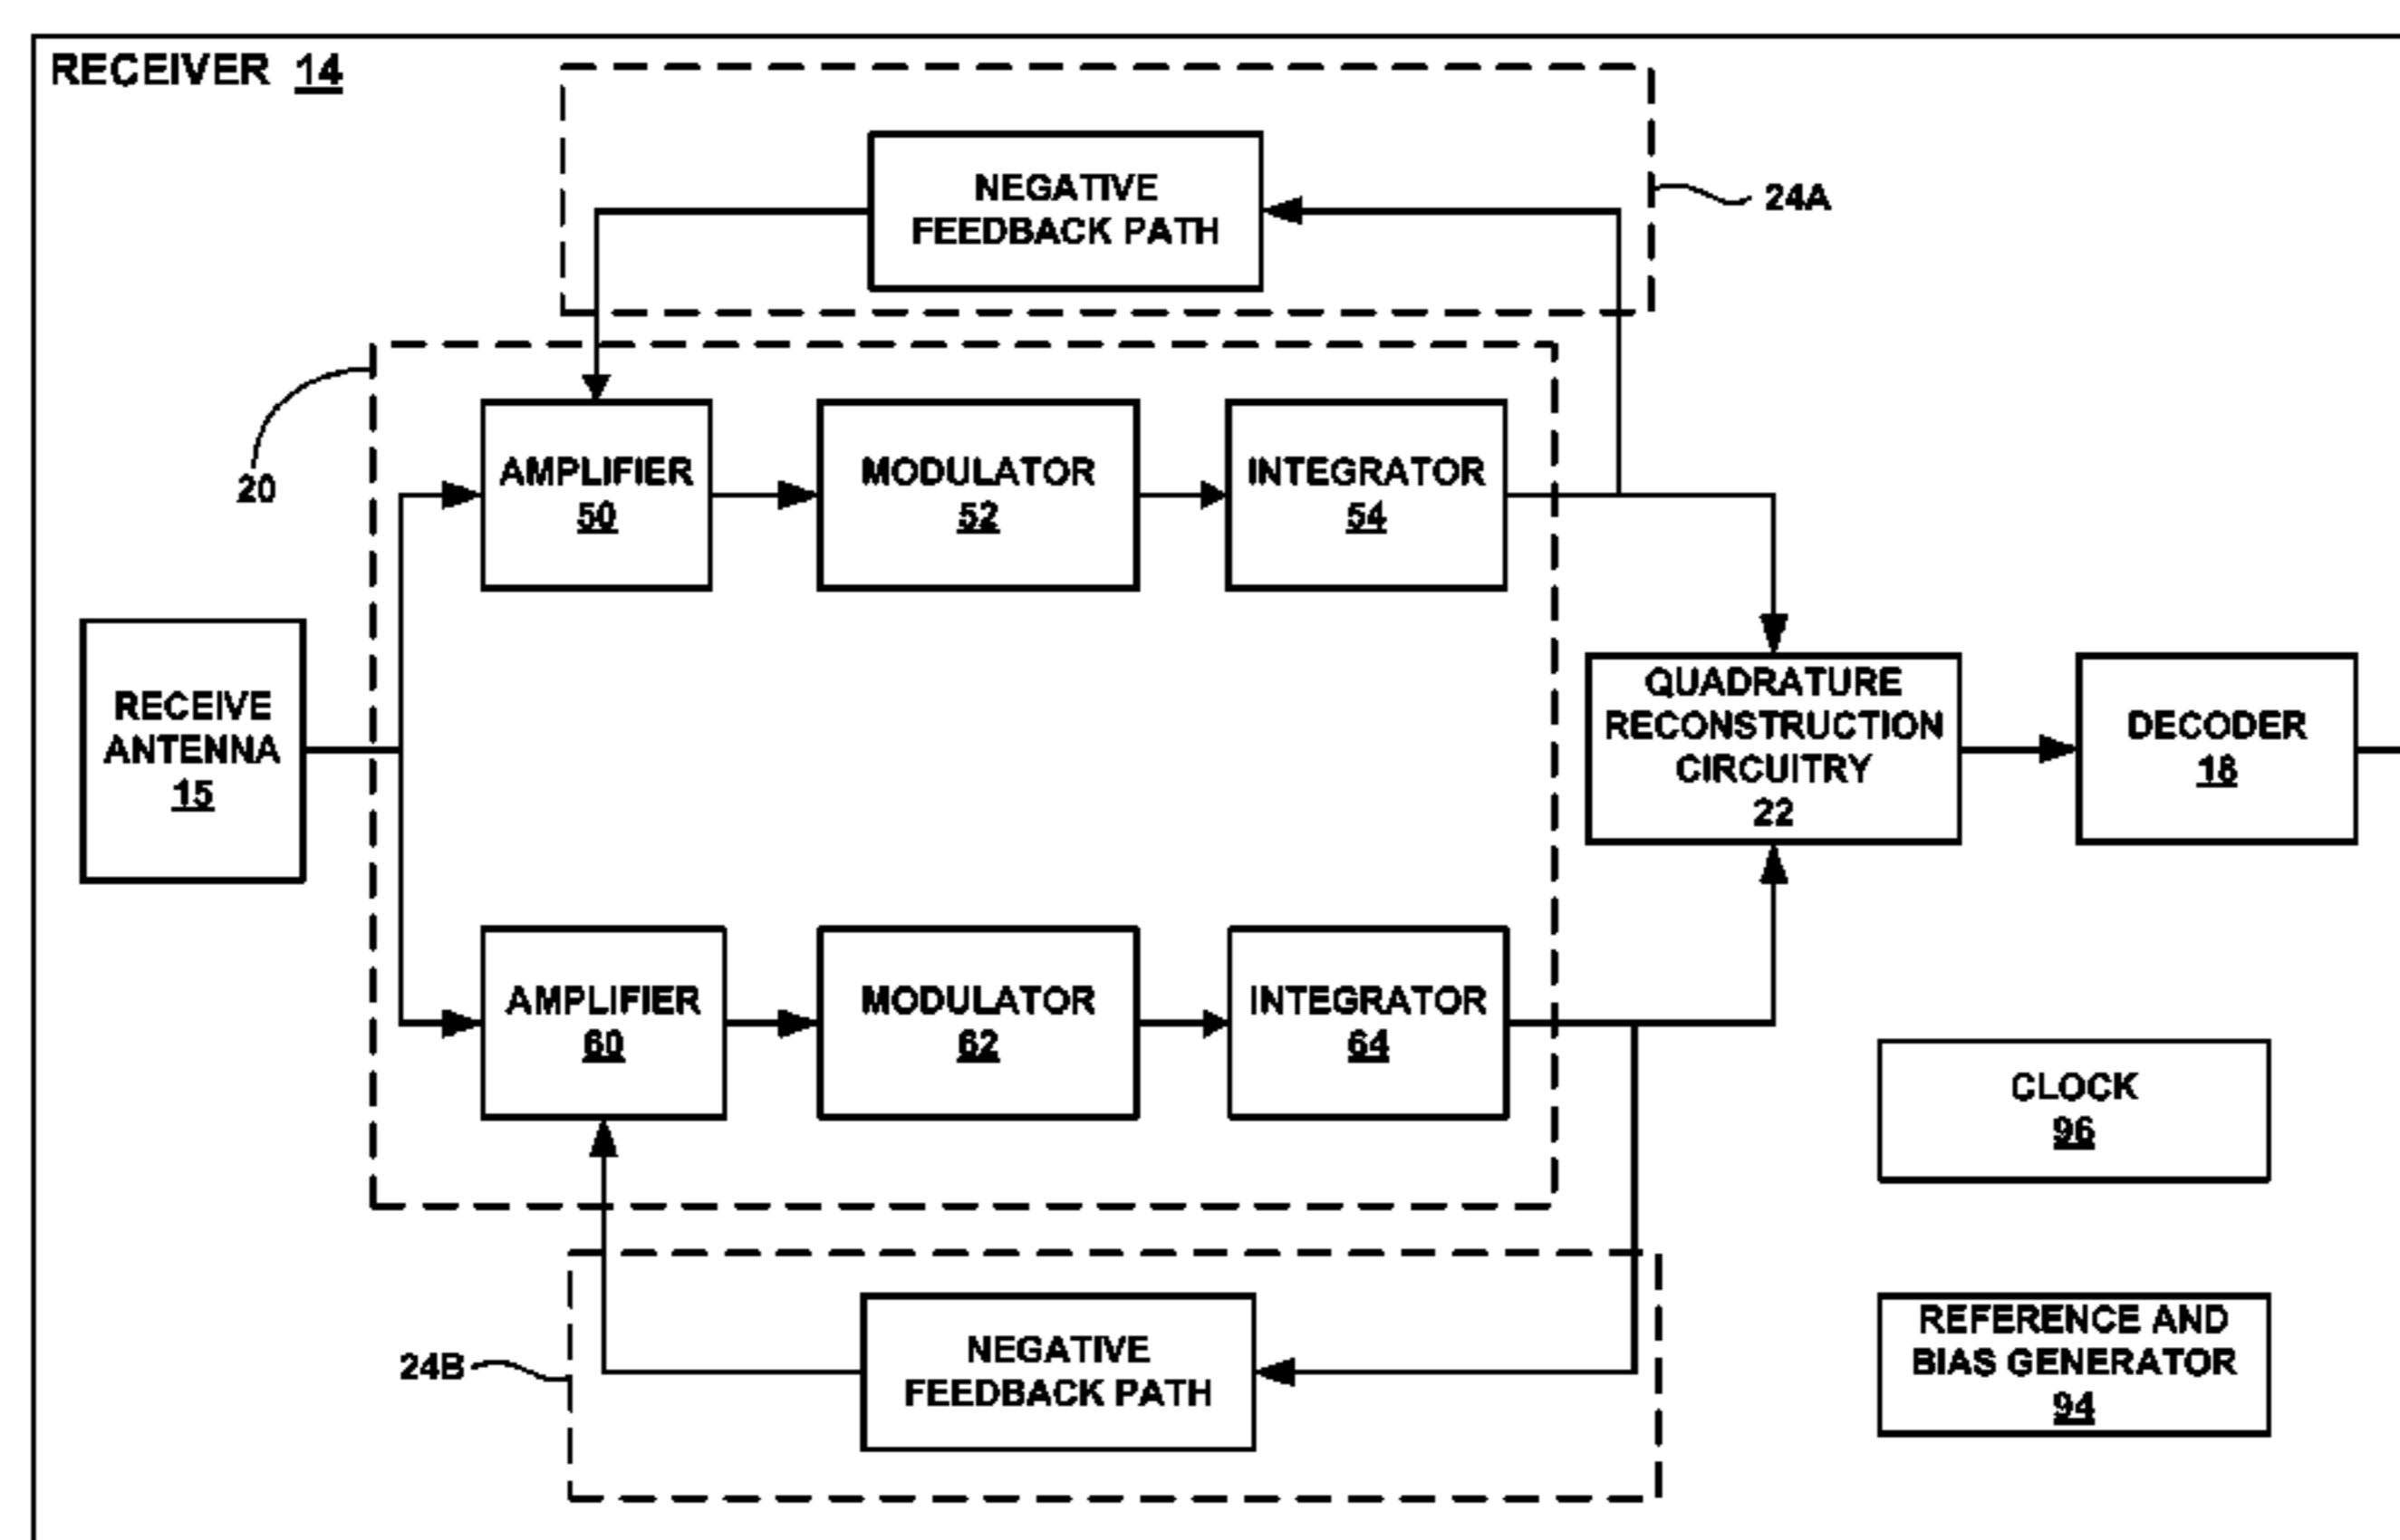 RECEIVER 14
NEGATIVE
FEEDBACK PATH
24A
20
AMPLIFIER
50
MODULATOR
52
INTEGRATOR
54
RECEIVE
ANTENNA
15
QUADRATURE
RECONSTRUCTION
CIRCUITRY
22
DECODER
18
AMPLIFIER
60
MODULATOR
62
INTEGRATOR
64
CLOCK
96
24B
NEGATIVE
FEEDBACK PATH
REFERENCE AND
BIAS GENERATOR
94